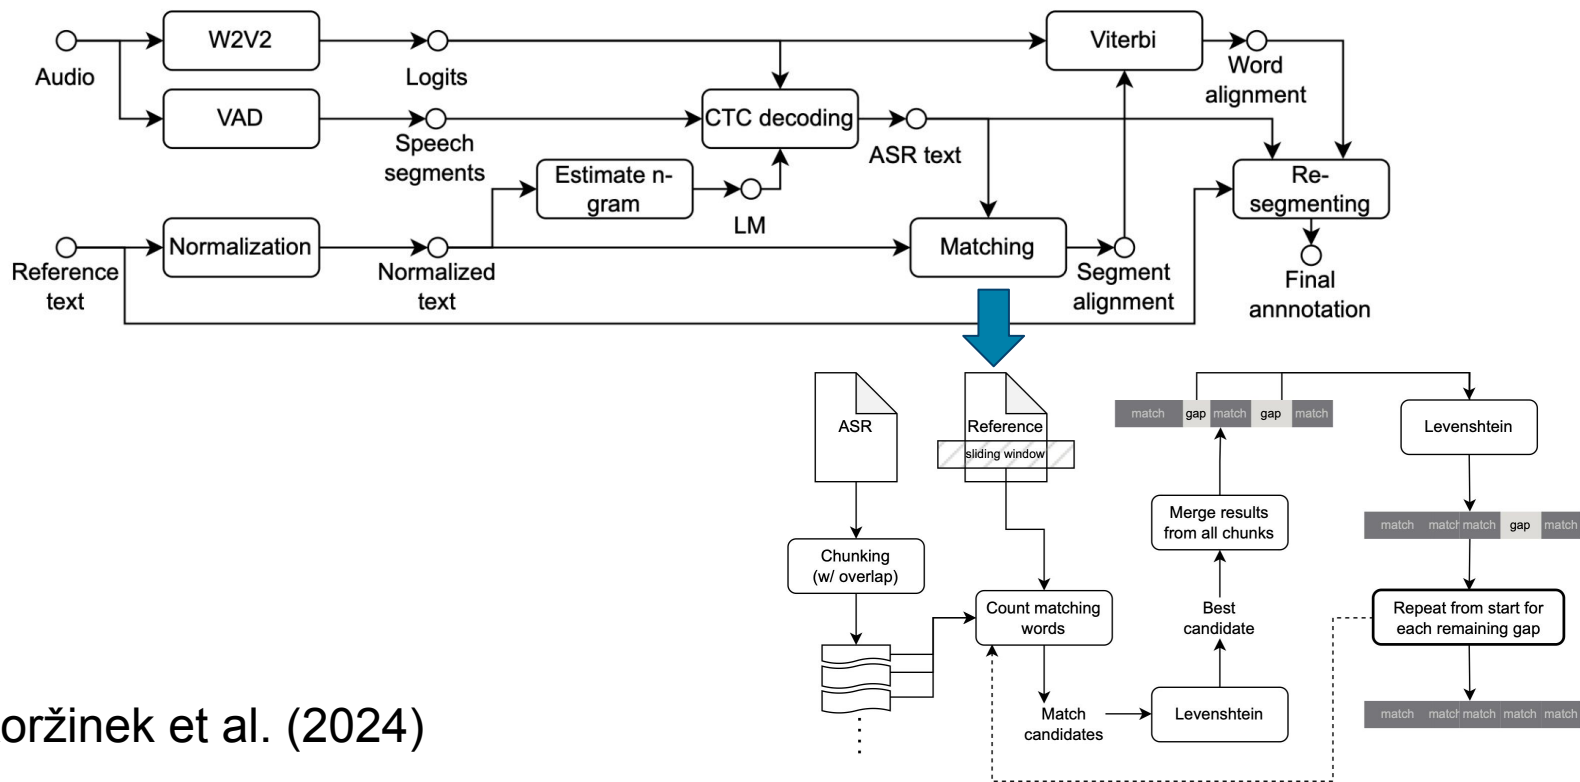 W2V2
Viterbi
Audio
Logits
Word
alignment
VAD
CTC decoding
Speech
segments
ASR text
Estimate n-
gram
LM
Re-
segmenting
Normalization
Matching
Reference
text
Normalized
text
Segment
alignment
Final
annnotation
ASR
Reference
sliding window
Chunking
(w/ overlap)
Count matching
words
Match
candidates
Levenshtein
Best
candidate
Merge results
from all chunks
match gap match gap match
Levenshtein
match match match gap match
Repeat from start for
each remaining gap
match match match match match
oržinek et al. (2024)